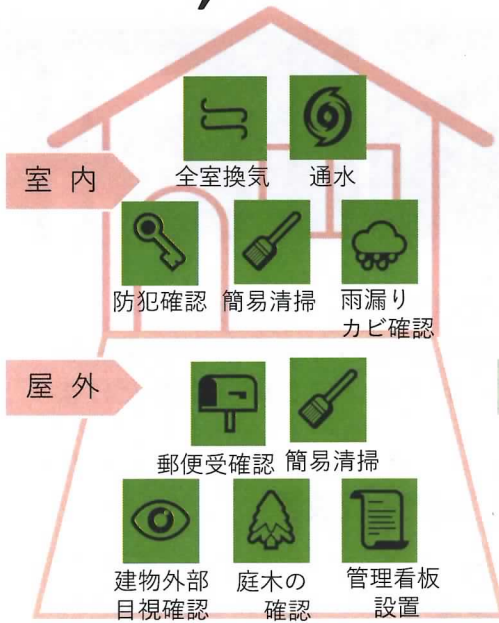 室内
全室換気
通水
防犯確認
簡易清掃
雨漏り
カビ確認
屋外
郵便受確認
簡易清掃
建物外部
目視確認
庭木の
確認
管理看板
設置